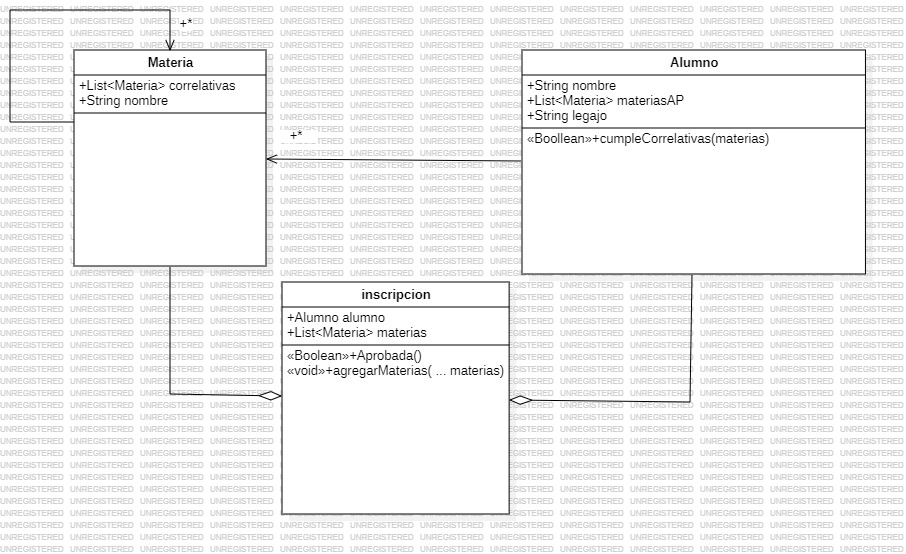 +*
Materia
+List<Materia> correlativas
+String nombre
Alumno
+String nombre
+List<Materia> materiasAP
+String legajo
«Boollean»+cumpleCorrelativas(materias)
+*
inscripcion
+Alumno alumno
+List<Materia> materias
«Boolean»+Aprobada()
«void»+agregarMaterias( ... materias)
UNREGISTERED